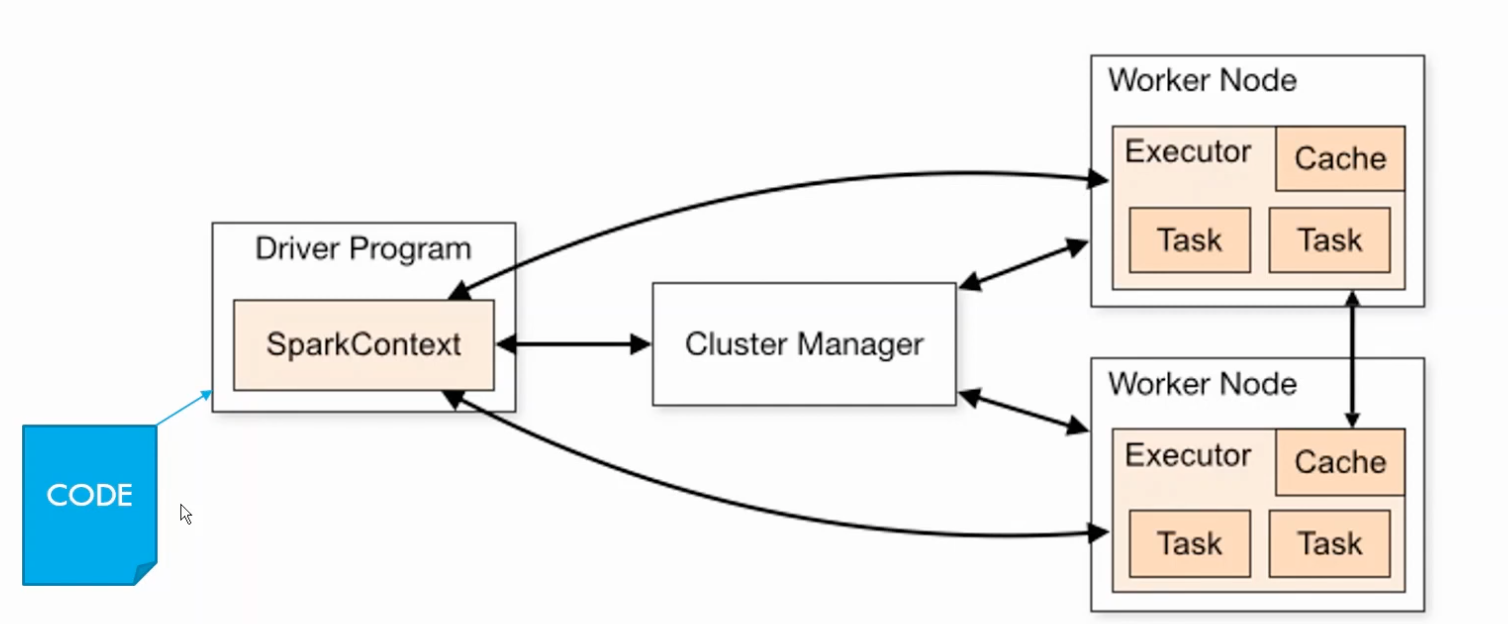 Worker Node
Executor
Cache
Task
Task
Driver Program
SparkContext
Cluster Manager
Worker Node
Executor
Cache
Task
Task
CODE